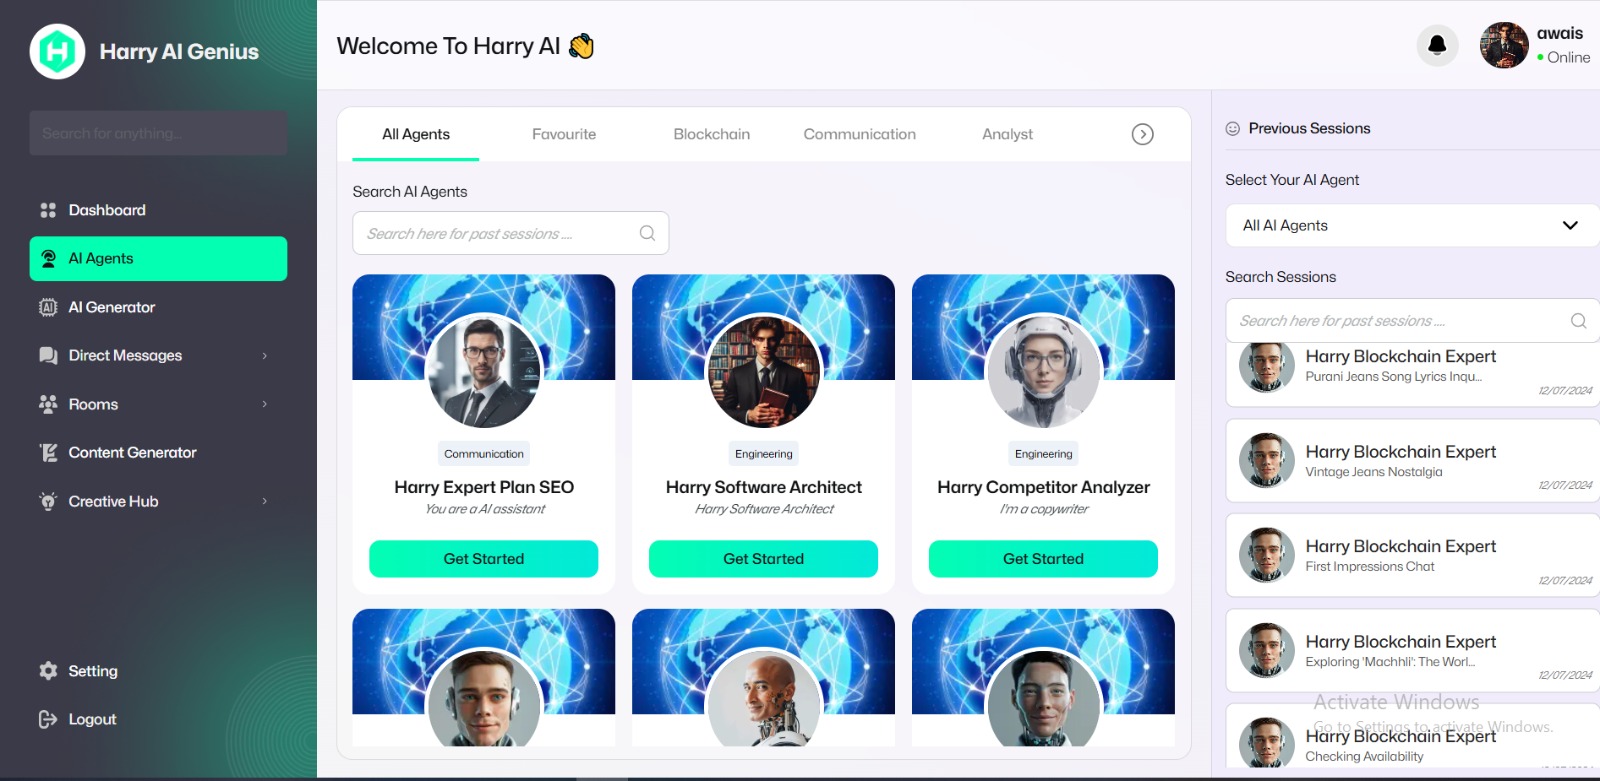 Harry AI Genius
Search for anything...
Dashboard
AI Agents
AI Generator
Direct Messages
Rooms
Content Generator
Creative Hub
Setting
Logout
Welcome To Harry AI 👋
awais
Online
All Agents
Favourite
Blockchain
Communication
Analyst
Search AI Agents
Search here for past sessions ....
Communication
Harry Expert Plan SEO
You are a AI assistant
Get Started
Engineering
Harry Software Architect
Harry Software Architect
Get Started
Engineering
Harry Competitor Analyzer
I'm a copywriter
Get Started
Previous Sessions
Select Your AI Agent
All AI Agents
Search Sessions
Search here for past sessions ....
Harry Blockchain Expert
Purani Jeans Song Lyrics Inqu...
12/07/2024
Harry Blockchain Expert
Vintage Jeans Nostalgia
12/07/2024
Harry Blockchain Expert
First Impressions Chat
12/07/2024
Harry Blockchain Expert
Exploring 'Machhli': The Worl...
12/07/2024
Activate Windows
Go to Settings to activate Windows.
Harry Blockchain Expert
Checking Availability